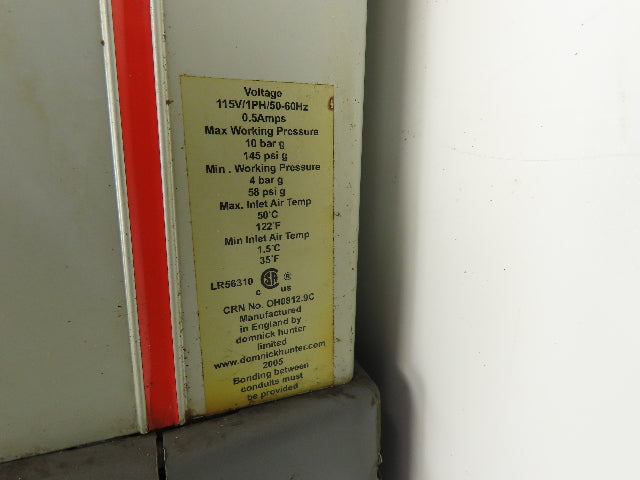 Voltage
115V/1PH/50-60Hz
0.5Amps
Max Working Pressure
10 bar g
145 psi g
Min . Working Pressure
4 bar g
58 psi g
Max. Inlet Air Temp
50°C
122°F
Min Inlet Air Temp
1.5°C
35°F
LR56310 SA ®
c us
CRN No. OH0812.9C
Manufactured
in England by
domnick hunter
limited
www.domnickhunter.com
2005
Bonding between
conduits must
be provided